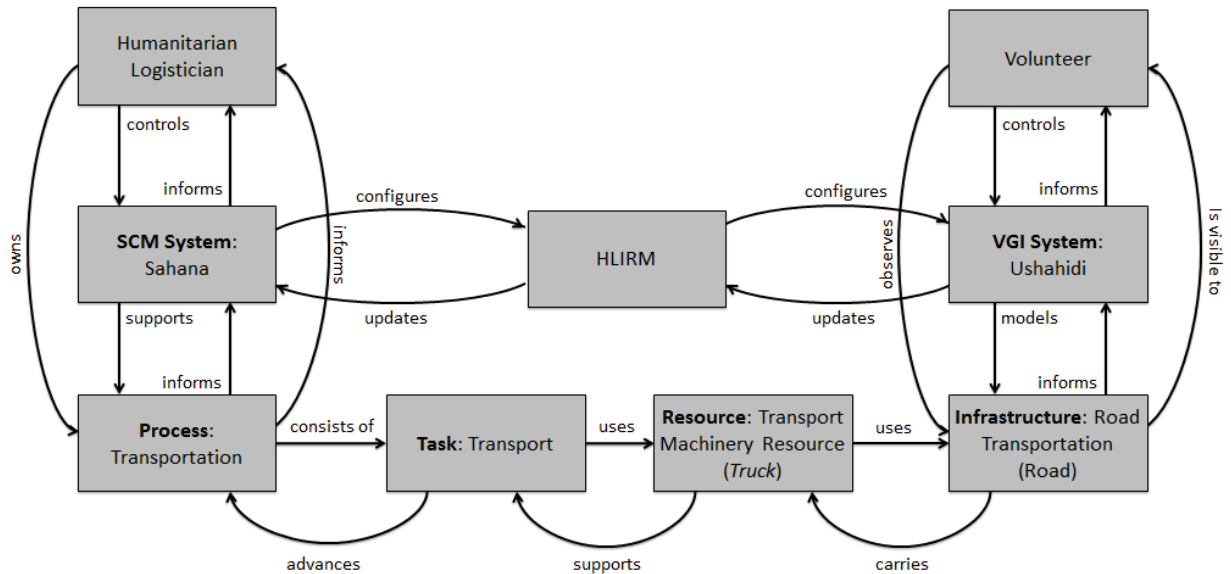 Humanitarian
Logistician
Volunteer
controls
informs
controls
informs
owns
informs
configures
configures
observes
Is visible to
SCM System:
Sahana
HLIRM
VGI System:
Ushahidi
supports
informs
updates
updates
models
informs
Process:
Transportation
consists of
Task: Transport
uses
Resource: Transport
Machinery Resource
(Truck)
uses
Infrastructure: Road
Transportation
(Road)
advances
supports
carries